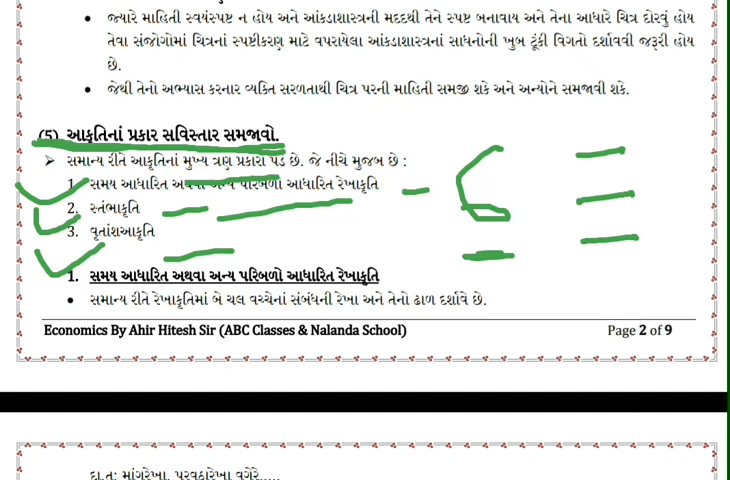 જ્યારે માહિતી સ્વયંસ્પષ્ટ ન હોય અને આંકડાશાસ્ત્રની મદદથી તેને સ્પષ્ટ બનાવાય અને તેના આધારે ચિત્ર દોરવું હોય
તેવા સંજોગોમાં ચિત્રનાં સ્પષ્ટીકરણ માટે વપરાયેલા આંકડાશાસ્ત્રનાં સાધનોની ખુબ ટૂંકી વિગતો દર્શાવવી જરૂરી હોય
છે.
જેથી તેનો અભ્યાસ કરનાર વ્યક્તિ સરળતાથી ચિત્ર પરની માહિતી સમજી શકે અને અન્યોને સમજાવી શકે.
(5) આકૃતિનાં પ્રકાર સવિસ્તાર સમજાવો.
સમાન્ય રીતે આકૃતિનાં મુખ્ય ત્રણ પ્રકારો પડે છે. જે નીચે મુજબ છે :
1. સમય આધારિત અથવા અન્ય પરિબળો આધારિત રેખાકૃતિ
2. સ્તંભાકૃતિ
3. વૃતાંશઆકૃતિ
1. સમય આધારિત અથવા અન્ય પરિબળો આધારિત રેખાકૃતિ
સમાન્ય રીતે રેખાકૃતિમાં બે ચલ વચ્ચેનાં સંબંધની રેખા અને તેનો ઢાળ દર્શાવે છે.
Economics By Ahir Hitesh Sir (ABC Classes & Nalanda School) Page 2 of 9
દા.ત: માંગરેખા, પુરવઠારેખા વગેરે.....